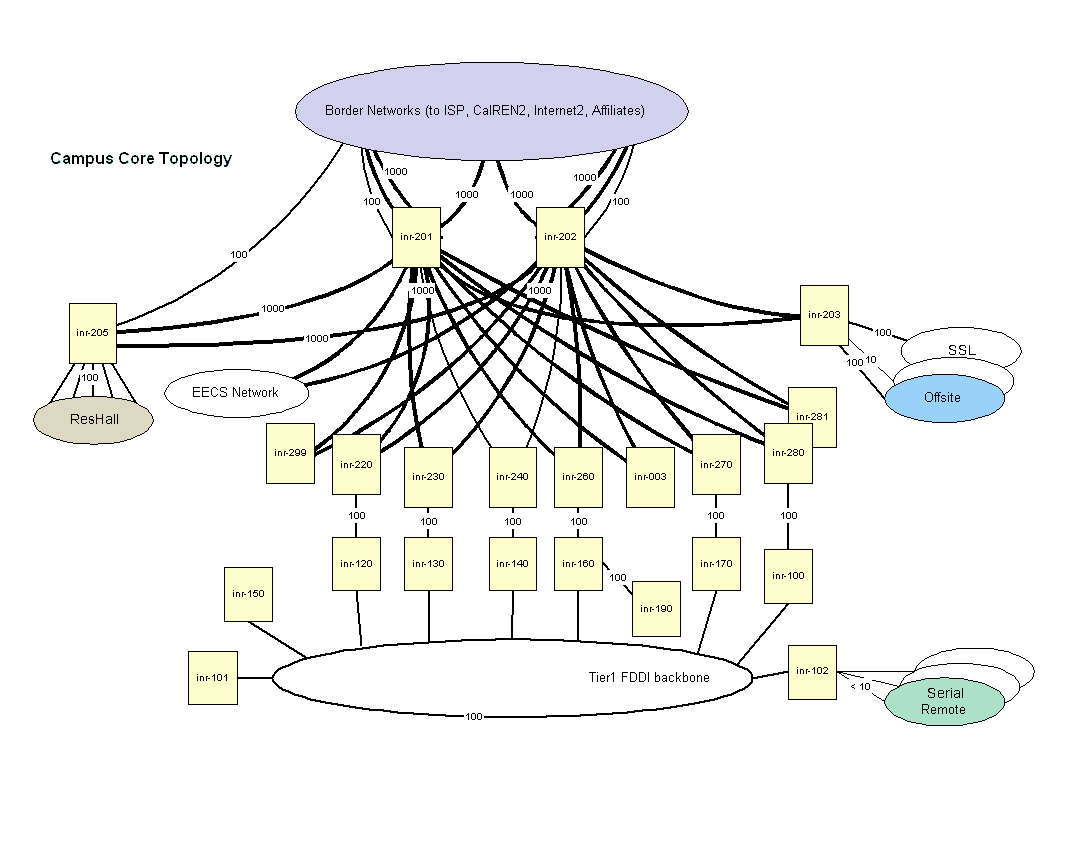 Border Networks (to ISP, CalREN2, Internet2, Affiliates)
Campus Core Topology
1000
1000
1000
1000
100
100
inr-201
inr-202
100
1000
1000
1000
1000
inr-205
inr-203
100
100
10
SSL
Offsite
100
ResHall
EECS Network
inr-281
inr-299
inr-220
inr-230
inr-240
inr-260
inr-003
inr-270
inr-280
100
100
100
100
100
100
inr-120
inr-130
inr-140
inr-160
inr-170
inr-100
100
inr-150
inr-190
inr-101
Tier1 FDDI backbone
inr-102
< 10
Serial
Remote
100